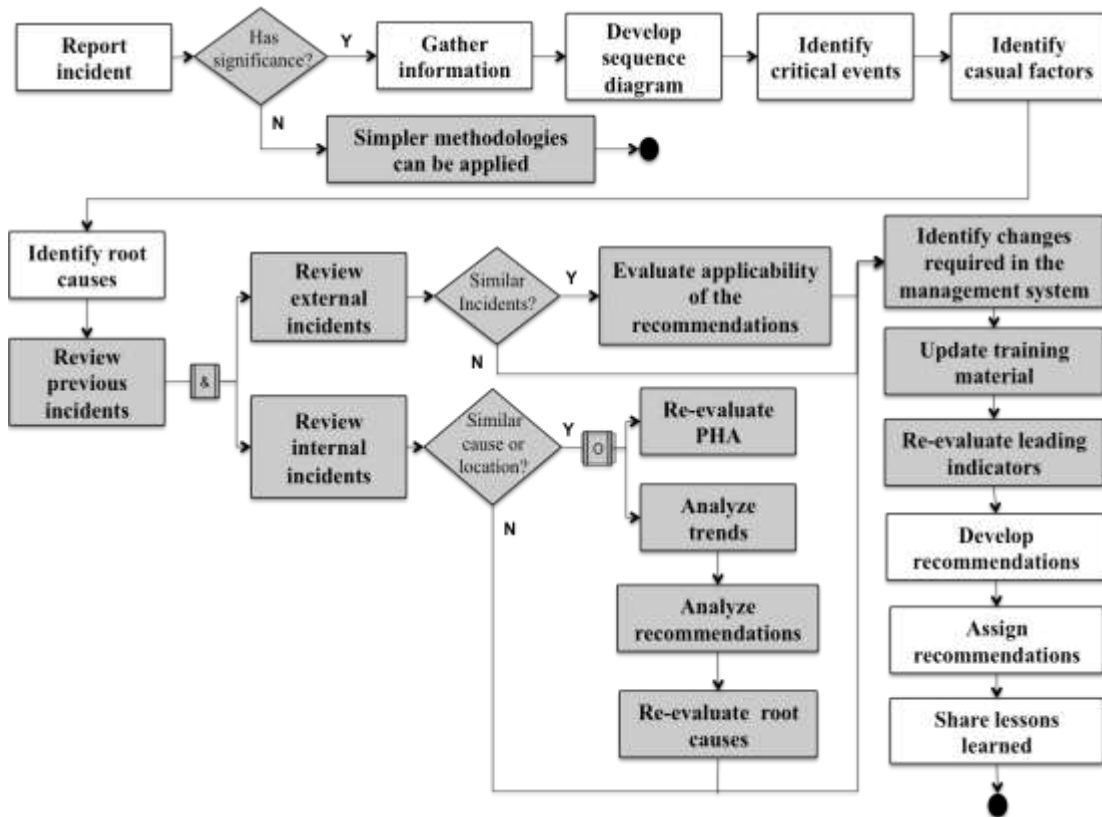 Report
incident
Has
significance?
Y
Gather
information
Develop
sequence
diagram
Identify
critical events
Identify
casual factors
N
Simpler methodologies
can be applied
Identify root
causes
Review
previous
incidents
&
Review
external
incidents
Similar
Incidents?
Y
Evaluate applicability
of the
recommendations
N
Review
internal
incidents
Similar
cause or
location?
Y
O
Re-evaluate
PHA
N
Analyze
trends
Analyze
recommendations
Re-evaluate root
causes
Identify changes
required in the
management system
Update training
material
Re-evaluate leading
indicators
Develop
recommendations
Assign
recommendations
Share lessons
learned